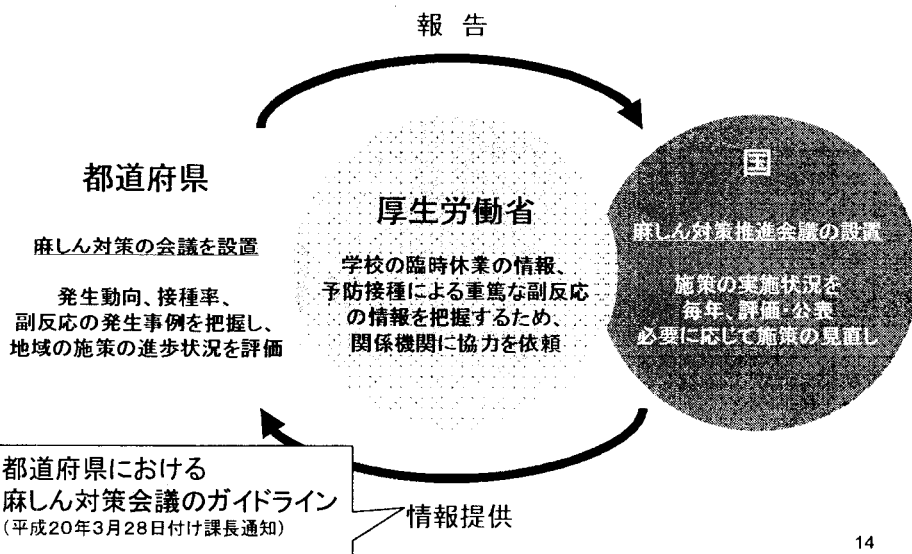 報 告
都道府県
麻しん対策の会議を設置
発生動向、接種率、
副反応の発生事例を把握し、
地域の施策の進歩状況を評価
厚生労働省
学校の臨時休業の情報、
予防接種による重篤な副反応
の情報を把握するため、
関係機関に協力を依頼
国
麻しん対策推進会議の設置
施策の実施状況を
毎年、評価・公表
必要に応じて施策の見直し
都道府県における
麻しん対策会議のガイドライン
(平成20年3月28日付け課長通知)
情報提供
14